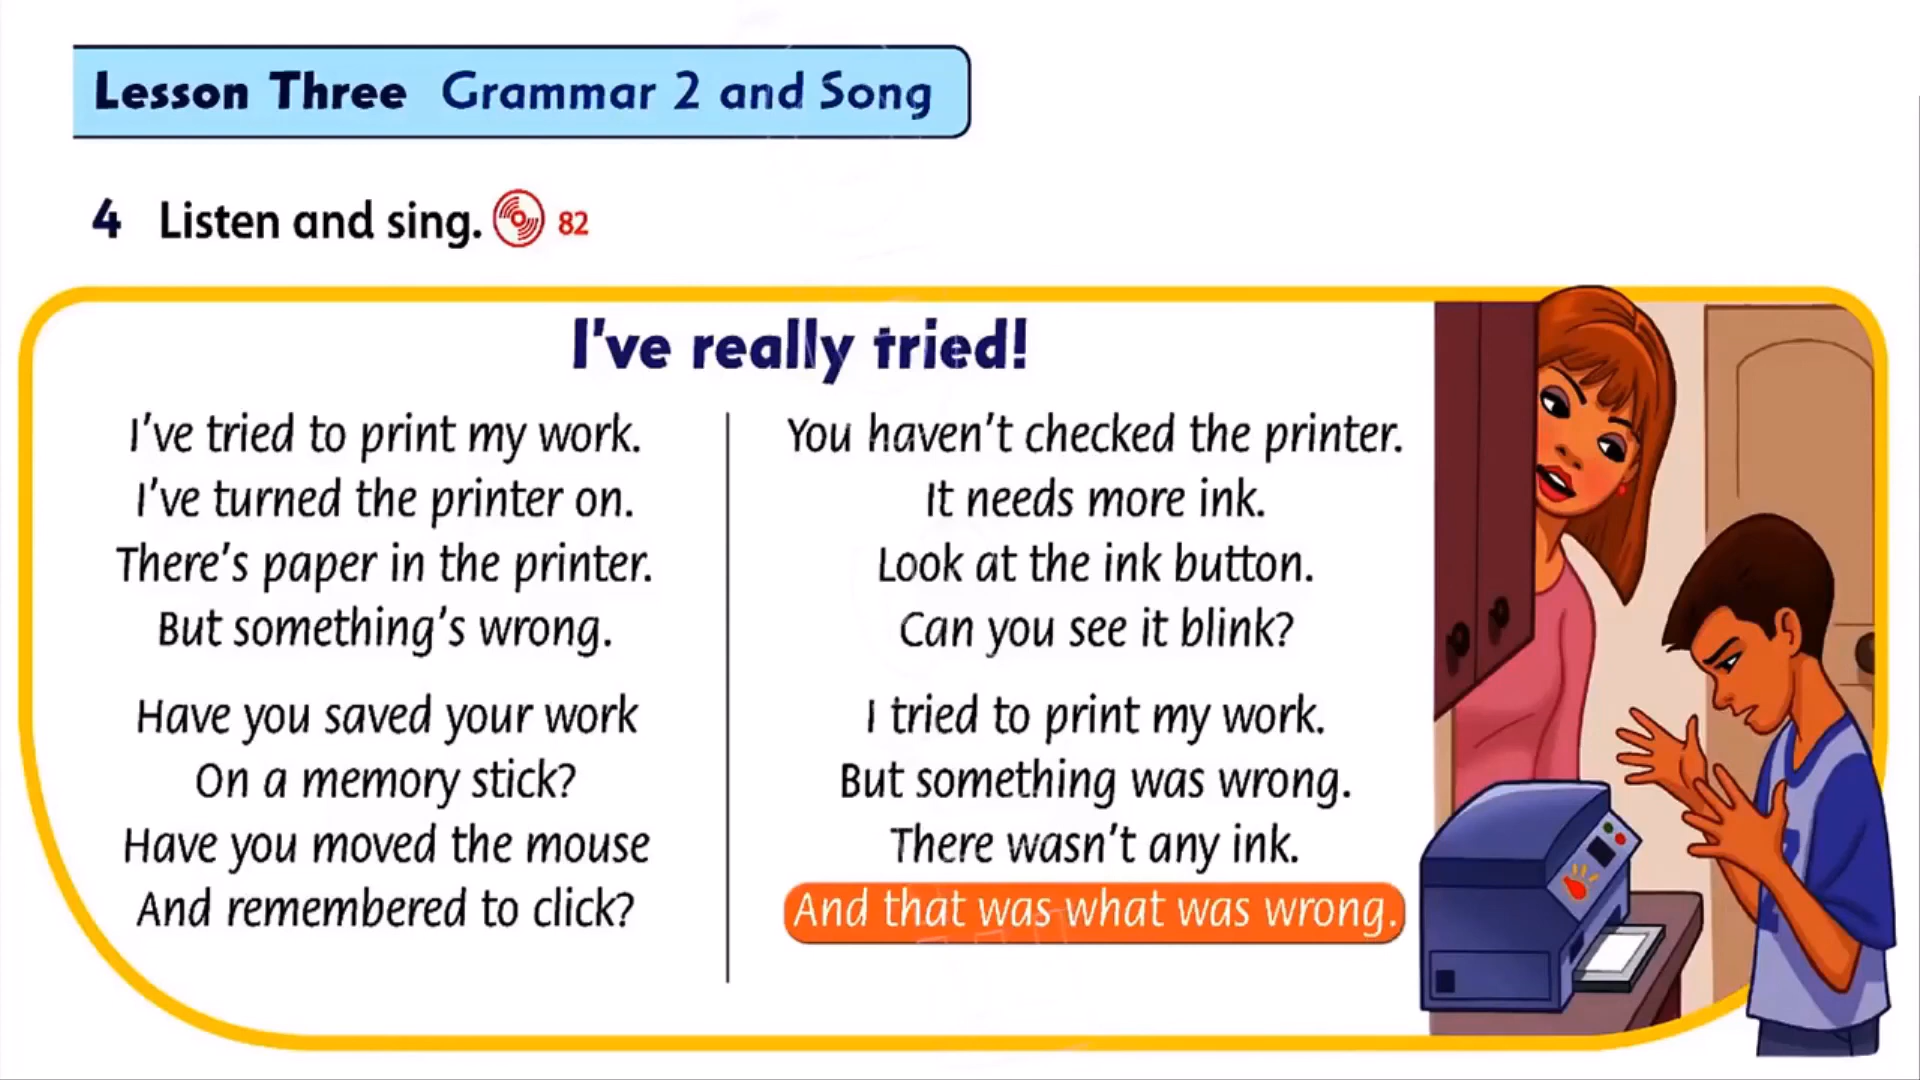 Lesson Three Grammar 2 and Song
4 Listen and sing. 82
I've really tried!
I've tried to print my work.
I've turned the printer on.
There's paper in the printer.
But something's wrong.
Have you saved your work
On a memory stick?
Have you moved the mouse
And remembered to click?
You haven't checked the printer.
It needs more ink.
Look at the ink button.
Can you see it blink?
I tried to print my work.
But something was wrong.
There wasn't any ink.
And that was what was wrong.